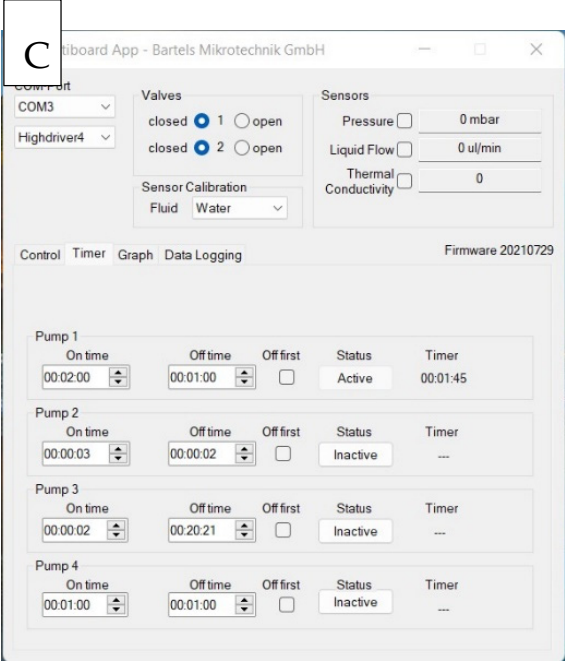 C
tiboard App - Bartels Mikrotechnik GmbH
COM Port
COM3
Highdriver4
Valves
closed 1 open
closed 2 open
Sensor Calibration
Fluid Water
Sensors
Pressure 0 mbar
Liquid Flow 0 ul/min
Thermal
Conductivity 0
Control Timer Graph Data Logging
Firmware 20210729
Pump 1
On time Off time Off first Status Timer
00:02:00 00:01:00 Active 00:01:45
Pump 2
On time Off time Off first Status Timer
00:00:03 00:00:02 Inactive ---
Pump 3
On time Off time Off first Status Timer
00:00:02 00:20:21 Inactive ---
Pump 4
On time Off time Off first Status Timer
00:01:00 00:01:00 Inactive ---